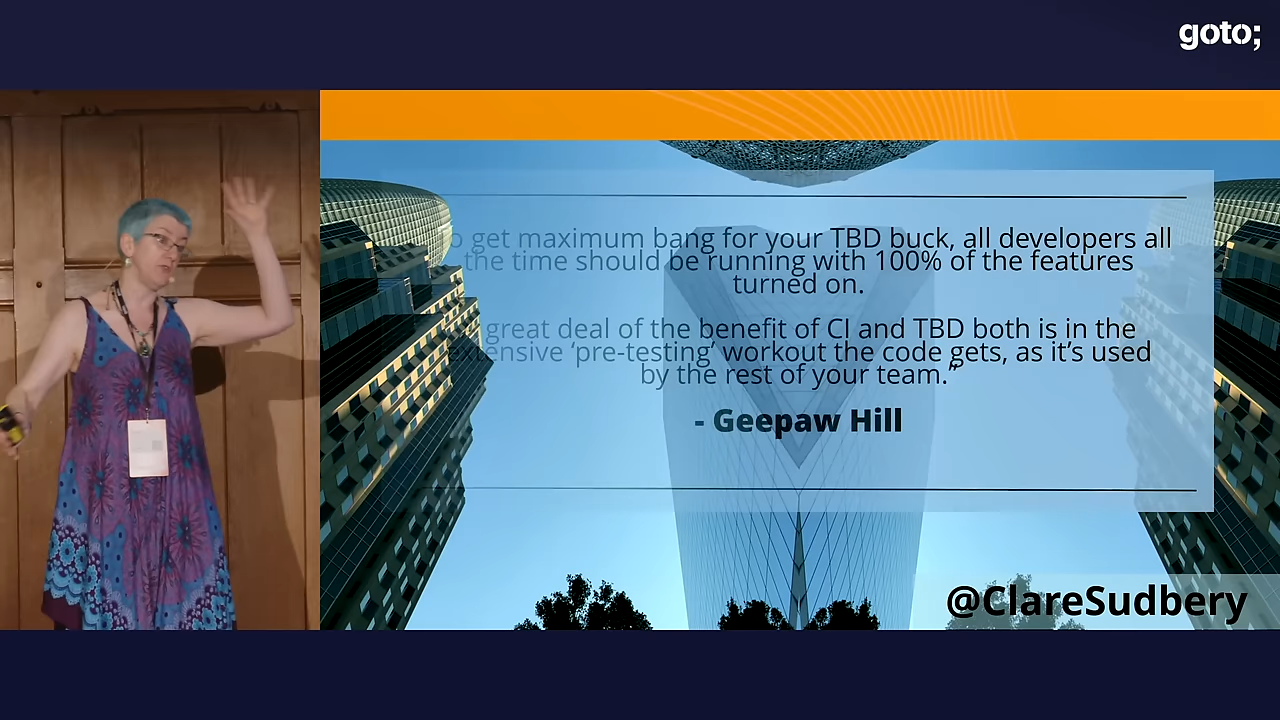 goto;
o get maximum bang for your TBD buck, all developers all
the time should be running with 100% of the features
turned on.
great deal of the benefit of CI and TBD both is in the
extensive ‘pre-testing’ workout the code gets, as it’s used
by the rest of your team.”
- Geepaw Hill
@ClareSudbery